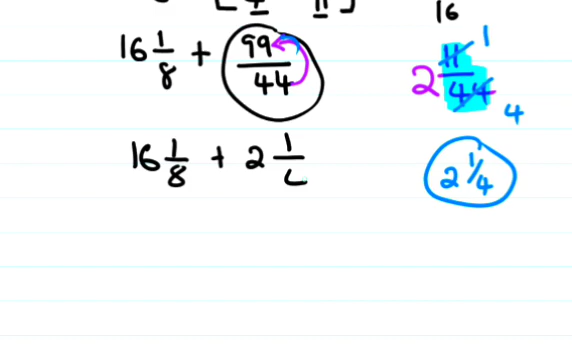 16
16 1/8 + 99/44
2 11/44 1 4
16 1/8 + 2 1/
2 1/4